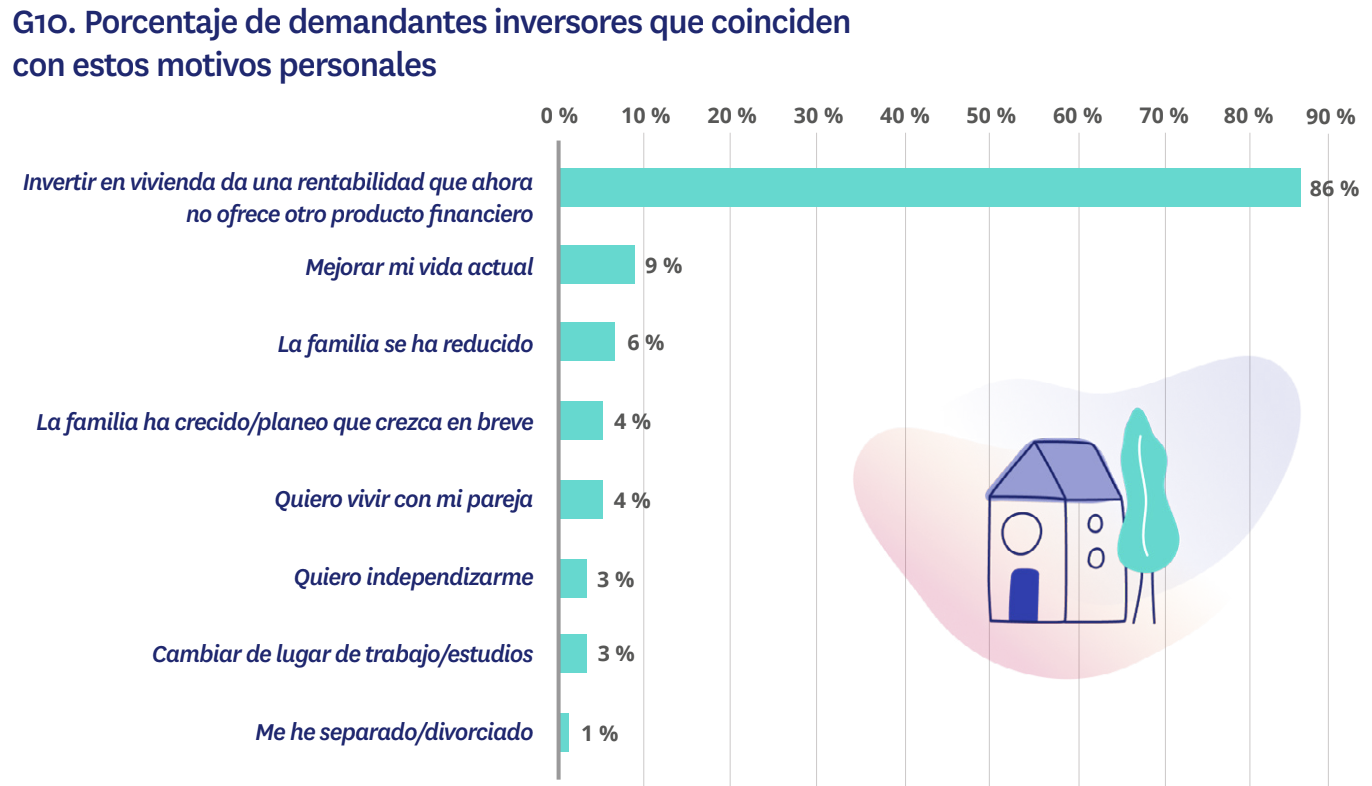 G10. Porcentaje de demandantes inversores que coinciden
con estos motivos personales
0 % 10 % 20 % 30 % 40 % 50 % 60 % 70 % 80 % 90 %
Invertir en vivienda da una rentabilidad que ahora
no ofrece otro producto financiero
86 %
Mejorar mi vida actual 9 %
La familia se ha reducido 6 %
La familia ha crecido/planeo que crezca en breve 4 %
Quiero vivir con mi pareja 4 %
Quiero independizarme 3 %
Cambiar de lugar de trabajo/estudios 3 %
Me he separado/divorciado 1 %